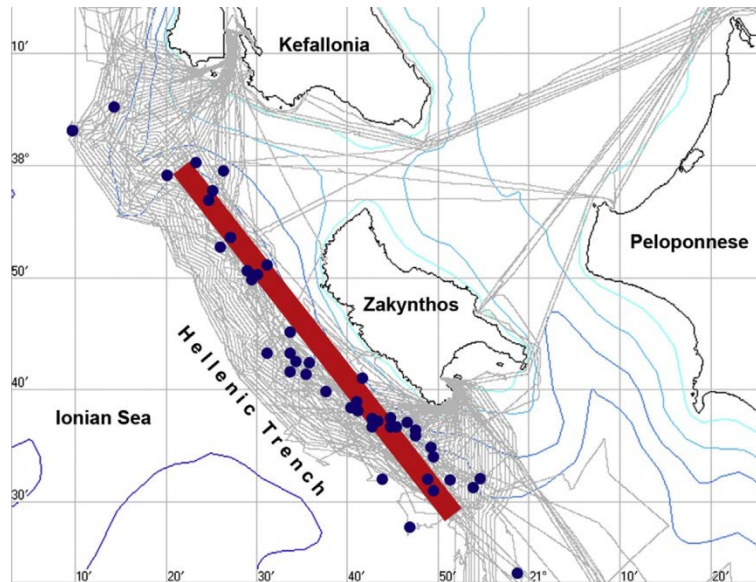 Kefallonia
10′
38°
Peloponnese
50′
Zakynthos
Hellenic Trench
40′
Ionian Sea
30′
10′ 20′ 30′ 40′ 50′ 21° 10′ 20′